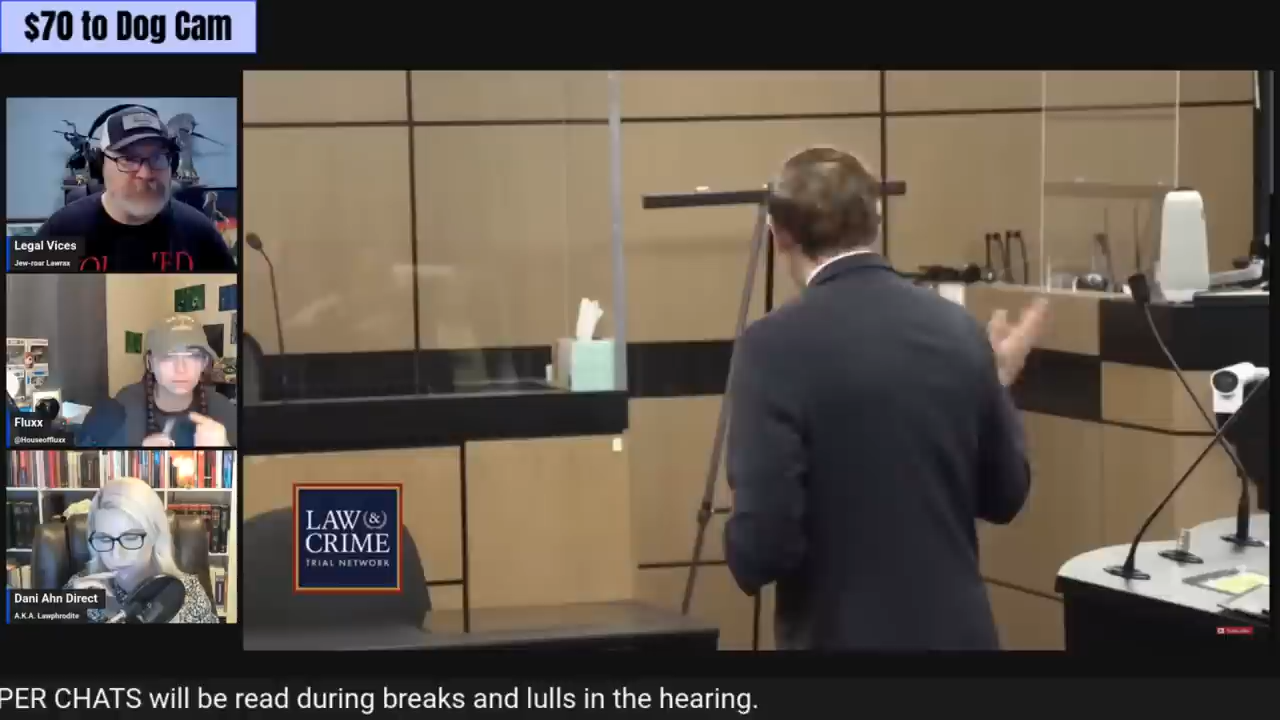 $70 to Dog Cam
Legal Vices
Jew-roar Lawrax
Fluxx
@Houseoffluxx
Dani Ahn Direct
A.K.A. Lawphrodite
LAW & CRIME
TRIAL NETWORK
PER CHATS will be read during breaks and lulls in the hearing.